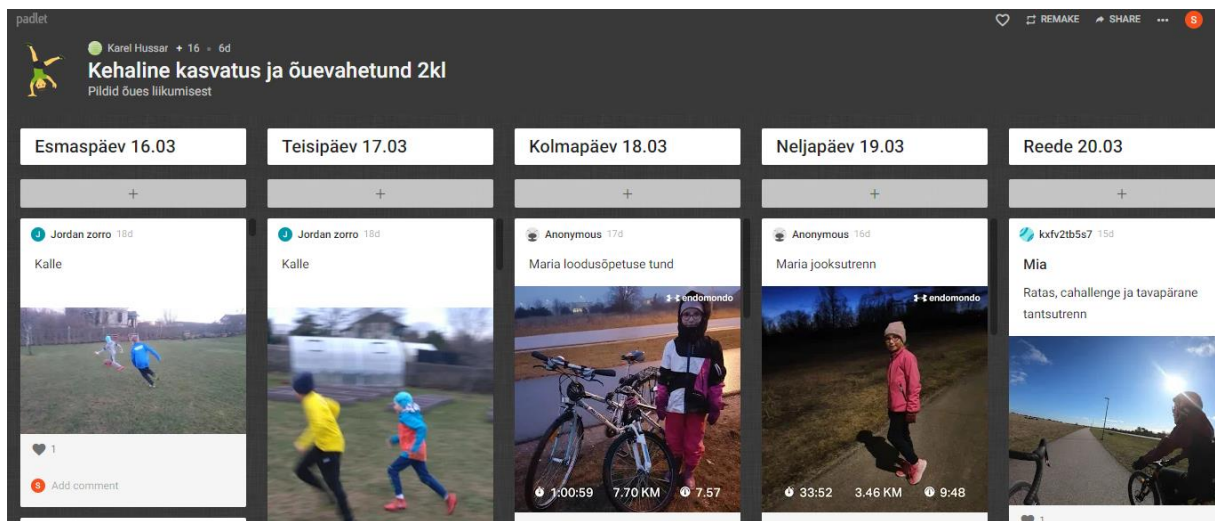 padlet
REMAKE SHARE
S
Karel Hussar + 16 • 6d
Kehaline kasvatus ja õuevahetund 2kl
Pildid õues liikumisest
Esmaspäev 16.03
Teisipäev 17.03
Kolmapäev 18.03
Neljapäev 19.03
Reede 20.03
+ + + + +
J Jordan zorro 18d
Kalle
1
S Add comment
J Jordan zorro 18d
Kalle
Anonymous 17d
Maria loodusõpetuse tund
endomondo
1:00:59 7.70 KM 7.57
Anonymous 16d
Maria jooksutrenn
endomondo
33:52 3.46 KM 9:48
kxfv2tb5s7 15d
Mia
Ratas, cahallenge ja tavapärane
tantsutrenn
1